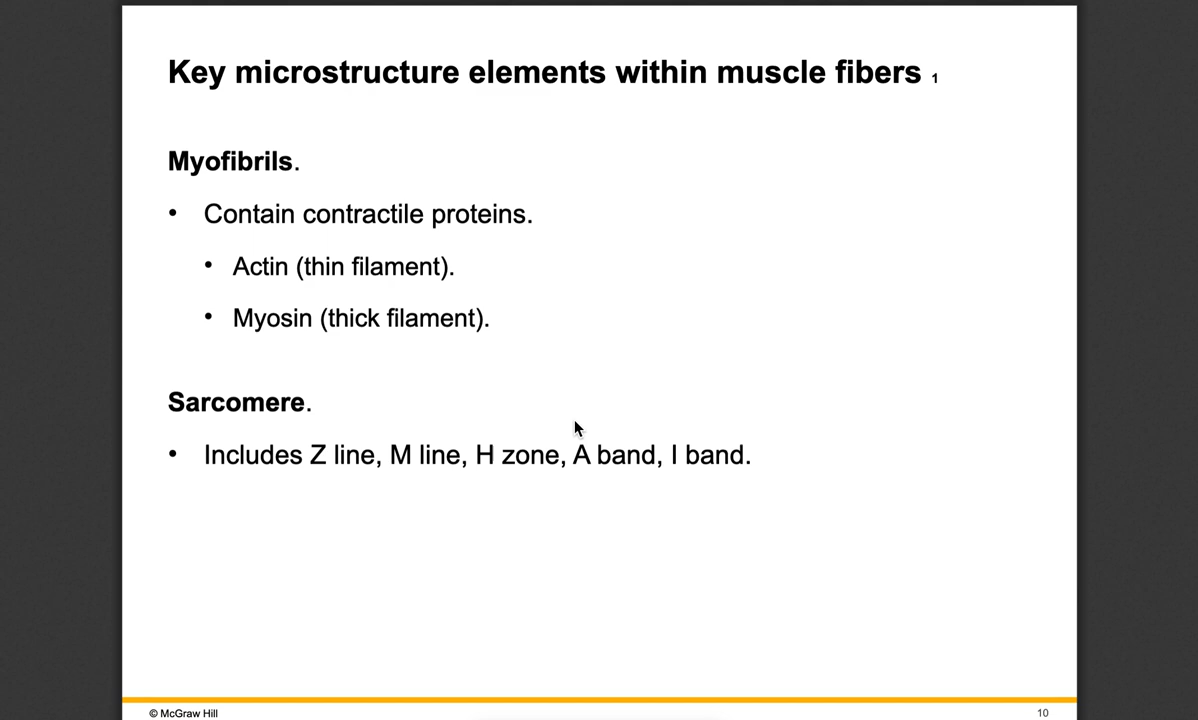 Key microstructure elements within muscle fibers 1
Myofibrils.
• Contain contractile proteins.
• Actin (thin filament).
• Myosin (thick filament).
Sarcomere.
• Includes Z line, M line, H zone, A band, I band.
© McGraw Hill
10